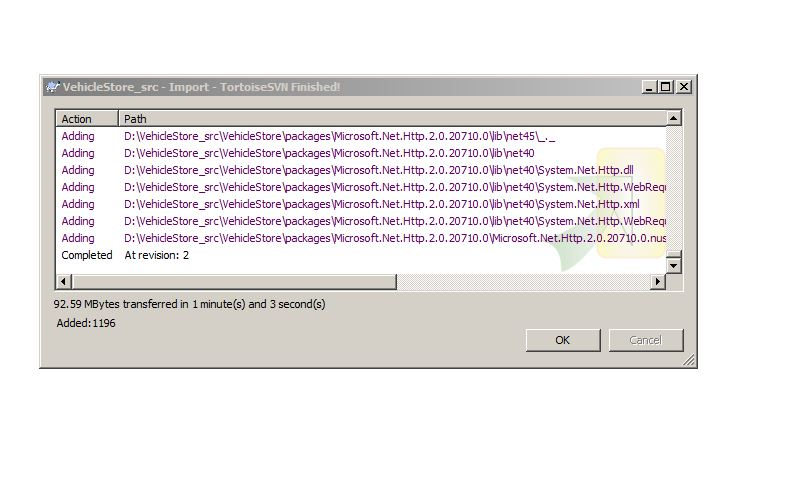 VehicleStore_src - Import - TortoiseSVN Finished!
Action Path
Adding D:\VehicleStore_src\VehicleStore\packages\Microsoft.Net.Http.2.0.20710.0\lib\net45\_._
Adding D:\VehicleStore_src\VehicleStore\packages\Microsoft.Net.Http.2.0.20710.0\lib\net40
Adding D:\VehicleStore_src\VehicleStore\packages\Microsoft.Net.Http.2.0.20710.0\lib\net40\System.Net.Http.dll
Adding D:\VehicleStore_src\VehicleStore\packages\Microsoft.Net.Http.2.0.20710.0\lib\net40\System.Net.Http.WebRequ
Adding D:\VehicleStore_src\VehicleStore\packages\Microsoft.Net.Http.2.0.20710.0\lib\net40\System.Net.Http.xml
Adding D:\VehicleStore_src\VehicleStore\packages\Microsoft.Net.Http.2.0.20710.0\lib\net40\System.Net.Http.WebRequ
Adding D:\VehicleStore_src\VehicleStore\packages\Microsoft.Net.Http.2.0.20710.0\Microsoft.Net.Http.2.0.20710.0.nus
Completed At revision: 2
92.59 MBytes transferred in 1 minute(s) and 3 second(s)
Added:1196
OK Cancel